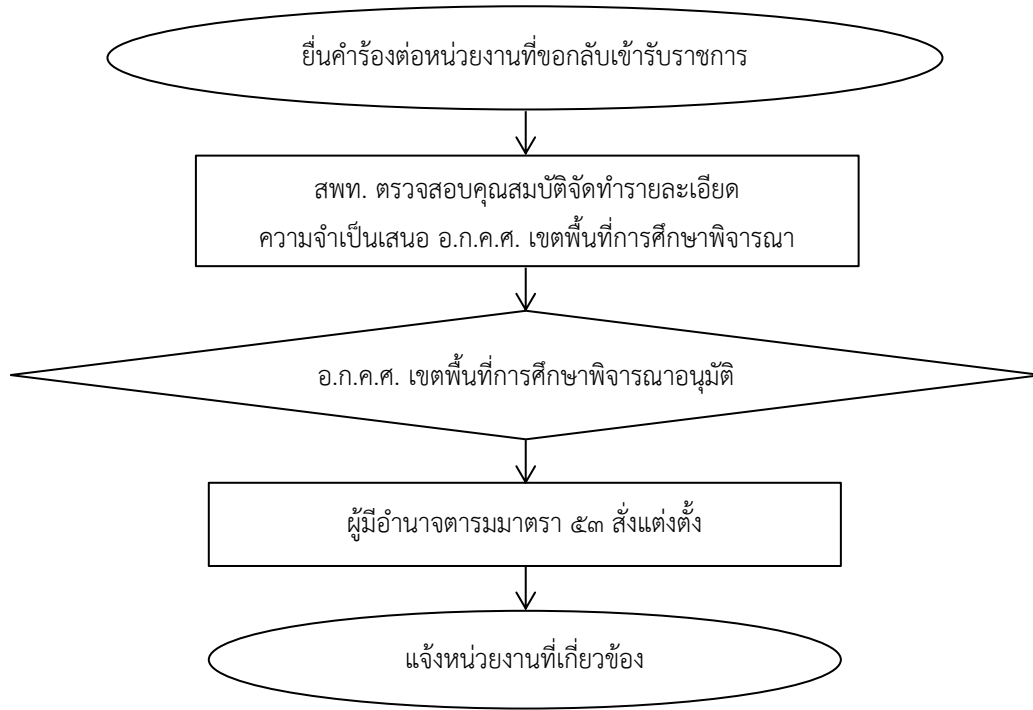 ยื่นคำร้องต่อหน่วยงานที่ขอกลับเข้ารับราชการ
สพท. ตรวจสอบคุณสมบัติจัดทำรายละเอียด
ความจำเป็นเสนอ อ.ก.ค.ศ. เขตพื้นที่การศึกษาพิจารณา
อ.ก.ค.ศ. เขตพื้นที่การศึกษาพิจารณาอนุมัติ
ผู้มีอำนาจตารมมาตรา ๕๓ สั่งแต่งตั้ง
แจ้งหน่วยงานที่เกี่ยวข้อง